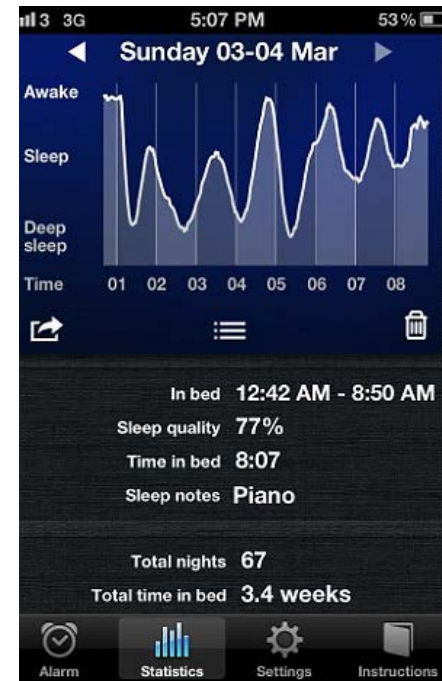 3 3G 5:07 PM 53%
Sunday 03-04 Mar
Awake
Sleep
Deep
sleep
Time 01 02 03 04 05 06 07 08
In bed 12:42 AM - 8:50 AM
Sleep quality 77%
Time in bed 8:07
Sleep notes Piano
Total nights 67
Total time in bed 3.4 weeks
Alarm Statistics Settings Instructions